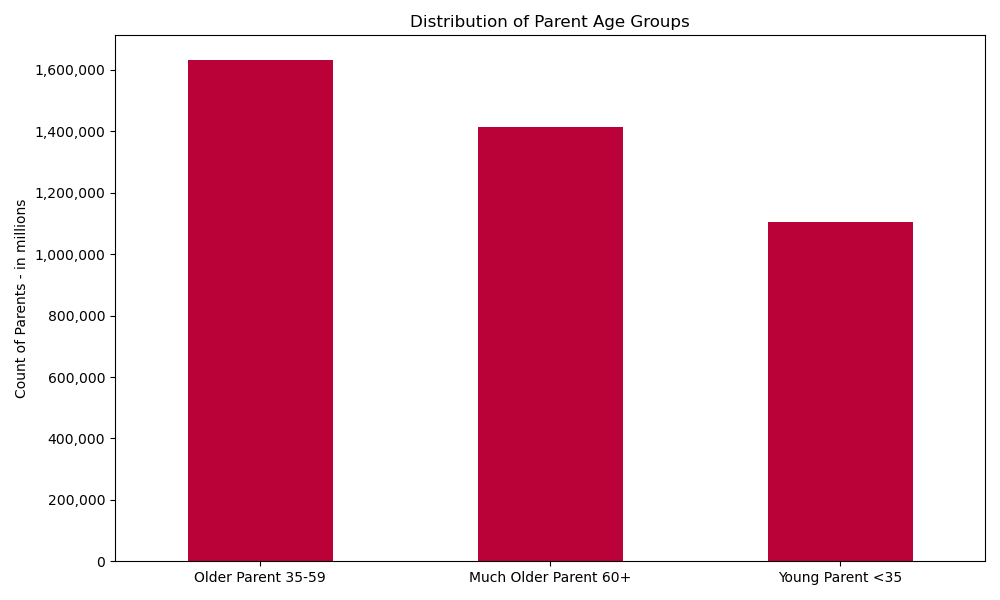 Distribution of Parent Age Groups
Count of Parents - in millions
1,600,000
1,400,000
1,200,000
1,000,000
800,000
600,000
400,000
200,000
0
Older Parent 35-59
Much Older Parent 60+
Young Parent <35